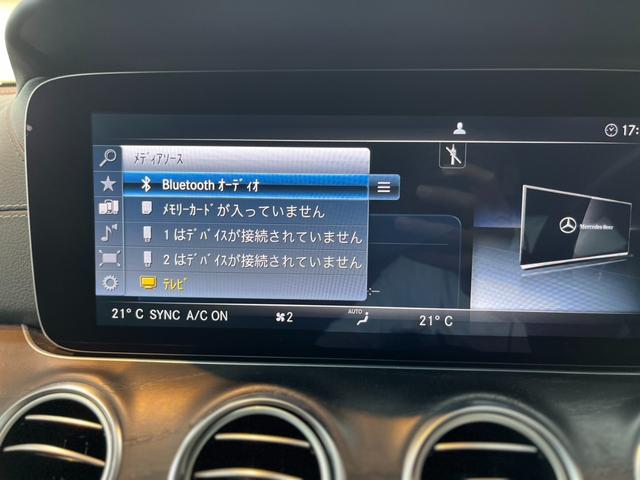 17:
ﾒﾃﾞｨｱｿｰｽ
Bluetooth ｵｰﾃﾞｨｵ
ﾒﾓﾘｰｶｰﾄﾞが入っていません
1 はﾃﾞﾊﾞｲｽが接続されていません
2 はﾃﾞﾊﾞｲｽが接続されていません
ﾃﾚﾋﾞ
Mercedes-Benz
21°C SYNC A/C ON 2 AUTO 21°C